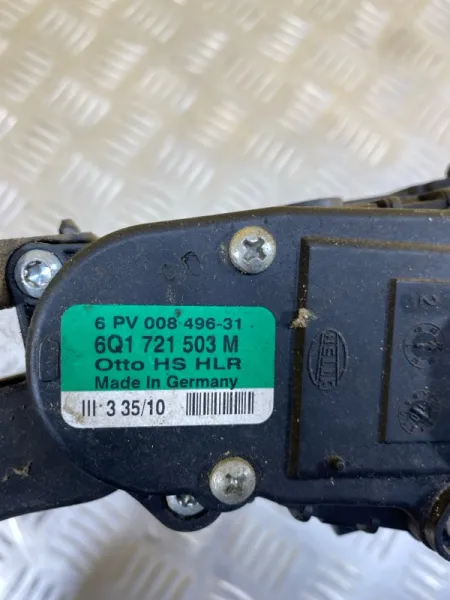 6 PV 008 496-31
6Q1 721 503 M
Otto HS HLR
Made In Germany
III 3 35/10
HELLA
2